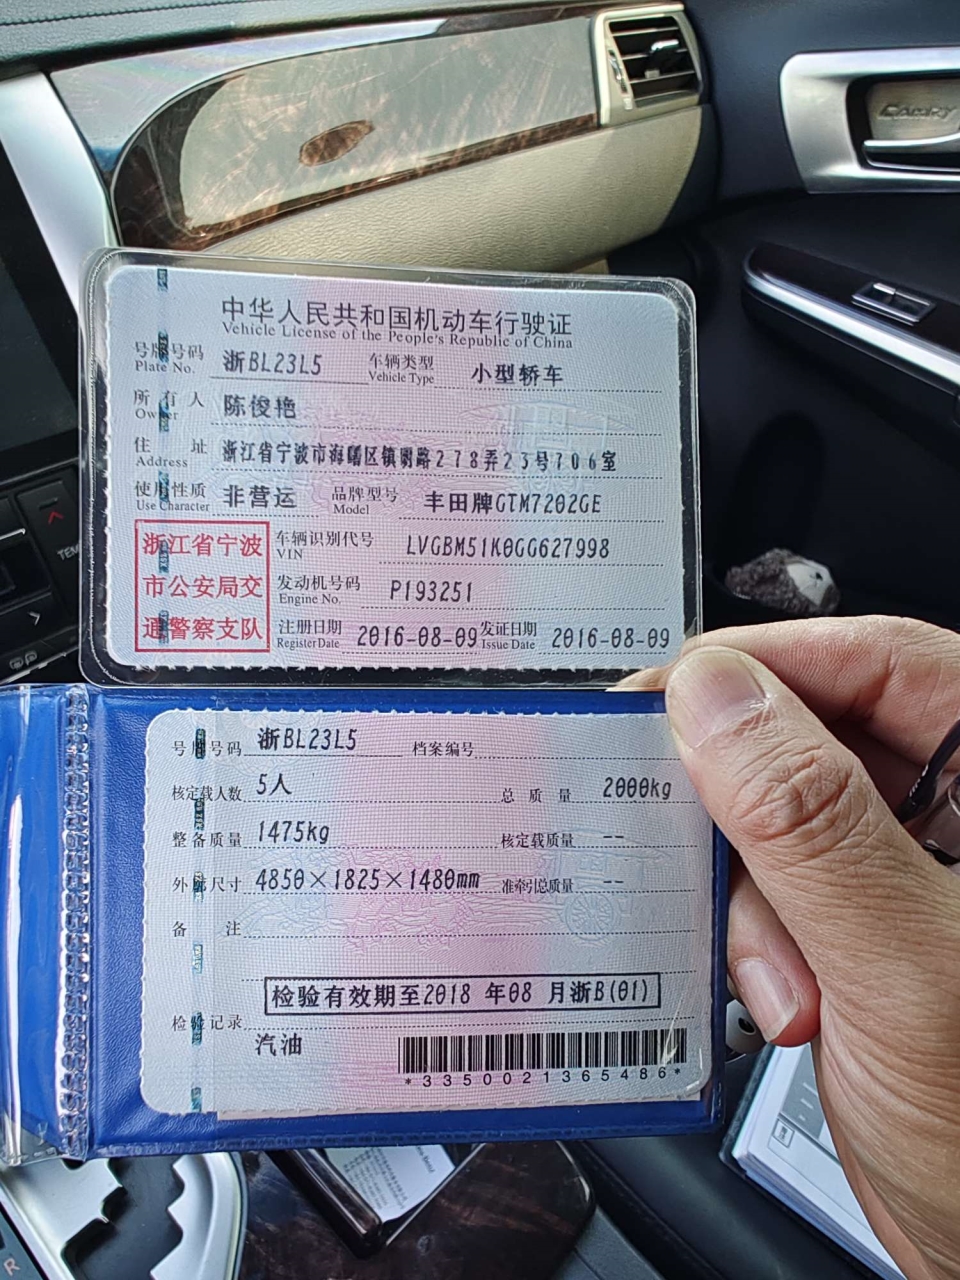 Camry
TEM
中华人民共和国机动车行驶证
Vehicle License of the People's Republic of China
号牌号码 浙BL23L5 车辆类型 小型轿车
Plate No. Vehicle Type
所有人 陈俊艳
Owner
住址 浙江省宁波市海曙区镇明路278弄23号706室
Address
使用性质 非营运 品牌型号 丰田牌GTM7202GE
Use Character Model
浙江省宁波
市公安局交
通警察支队
车辆识别代号 LVGBM51K0GG627998
VIN
发动机号码 P193251
Engine No.
注册日期 2016-08-09 发证日期 2016-08-09
Register Date Issue Date
号牌号码 浙BL23L5 档案编号
核定载人数 5人 总质量 2000kg
整备质量 1475kg 核定载质量 --
外廓尺寸 4850×1825×1480mm 准牵引总质量 --
备注
检验有效期至2018 年08 月浙B(01)
检验记录
汽油
*3350021365486*
R